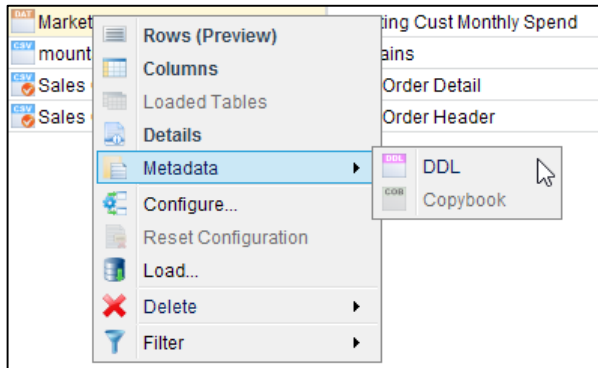 DAT Market
ting Cust Monthly Spend
CSV mount
ains
CSV Sales
Order Detail
CSV Sales
Order Header
Rows (Preview)
Columns
Loaded Tables
Details
Metadata
DDL DDL
COB Copybook
Configure...
Reset Configuration
Load...
Delete
Filter